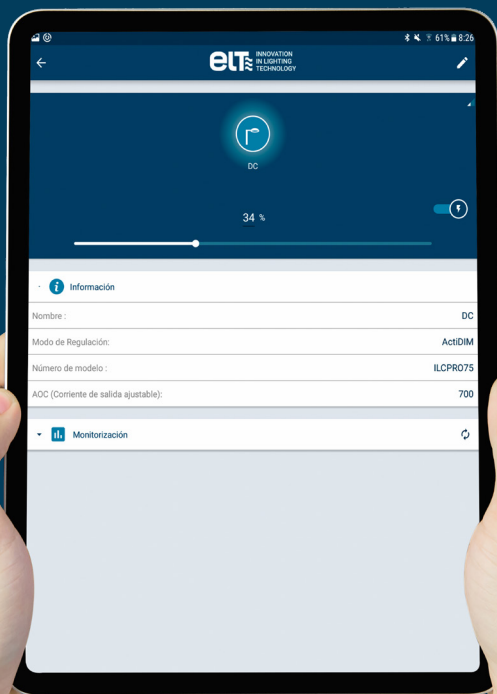 61% 8:26
eLT INNOVATION
IN LIGHTING
TECHNOLOGY
DC
34 %
Información
Nombre : DC
Modo de Regulación: ActiDIM
Número de modelo : ILCPRO75
AOC (Corriente de salida ajustable): 700
Monitorización